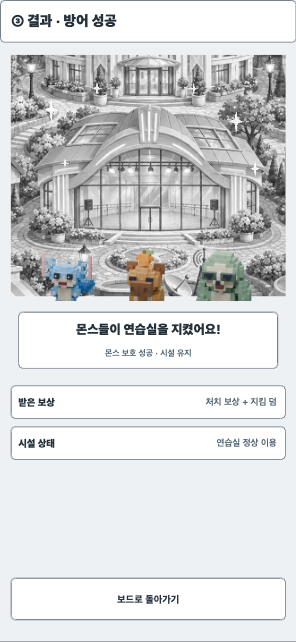 ③ 결과 · 방어 성공
몬스들이 연습실을 지켰어요!
몬스 보호 성공 · 시설 유지
받은 보상
처치 보상 + 지킴 덤
시설 상태
연습실 정상 이용
보드로 돌아가기